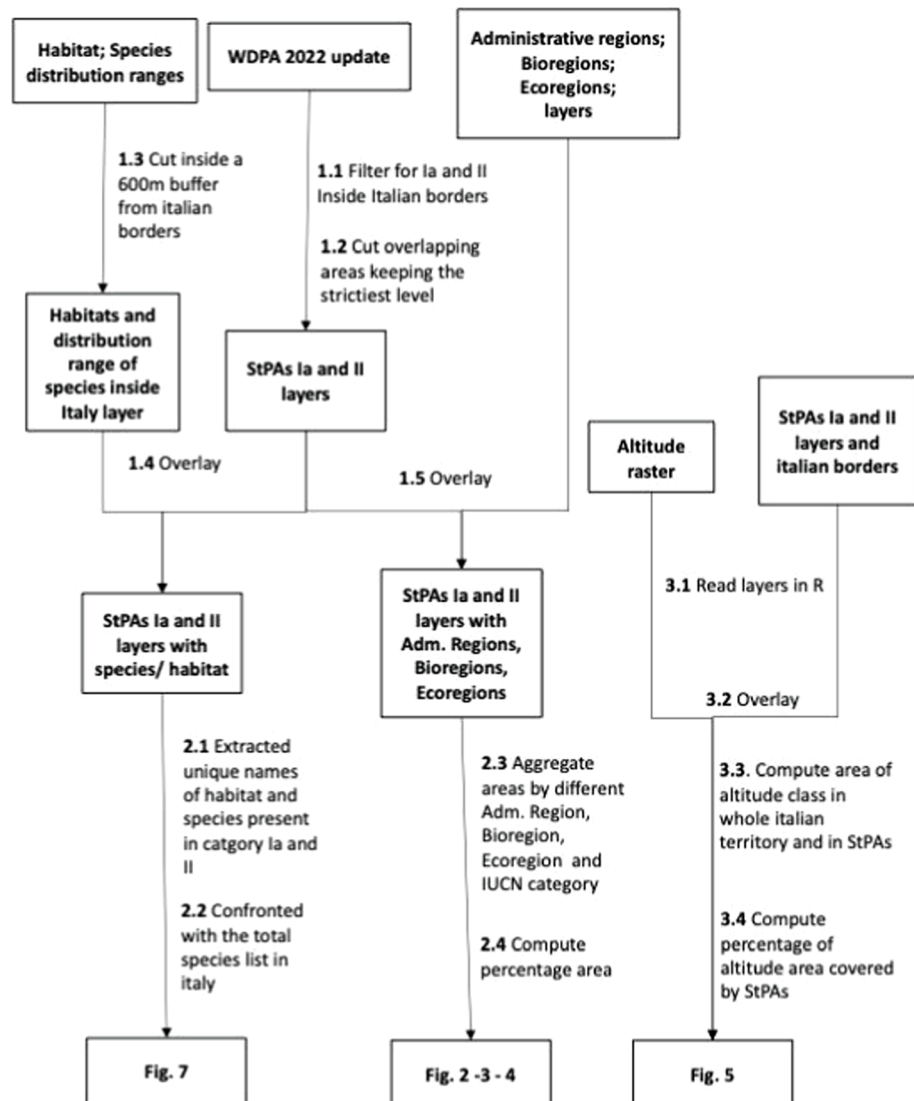 Habitat; Species
distribution ranges
WDPA 2022 update
Administrative regions;
Bioregions;
Ecoregions;
layers
1.3 Cut inside a
600m buffer
from italian
borders
1.1 Filter for Ia and II
Inside Italian borders
1.2 Cut overlapping
areas keeping the
strictiest level
Habitats and
distribution
range of
species inside
Italy layer
StPAs Ia and II
layers
Altitude
raster
StPAs Ia and II
layers and
italian borders
1.4 Overlay
1.5 Overlay
StPAs Ia and II
layers with
species/ habitat
StPAs Ia and II
layers with
Adm. Regions,
Bioregions,
Ecoregions
3.1 Read layers in R
3.2 Overlay
2.1 Extracted
unique names
of habitat and
species present
in catgory Ia and
II
2.2 Confronted
with the total
species list in
italy
2.3 Aggregate
areas by different
Adm. Region,
Bioregion,
Ecoregion and
IUCN category
2.4 Compute
percentage area
3.3. Compute area of
altitude class in
whole italian
territory and in StPAs
3.4 Compute
percentage of
altitude area covered
by StPAs
Fig. 7
Fig. 2 -3 - 4
Fig. 5